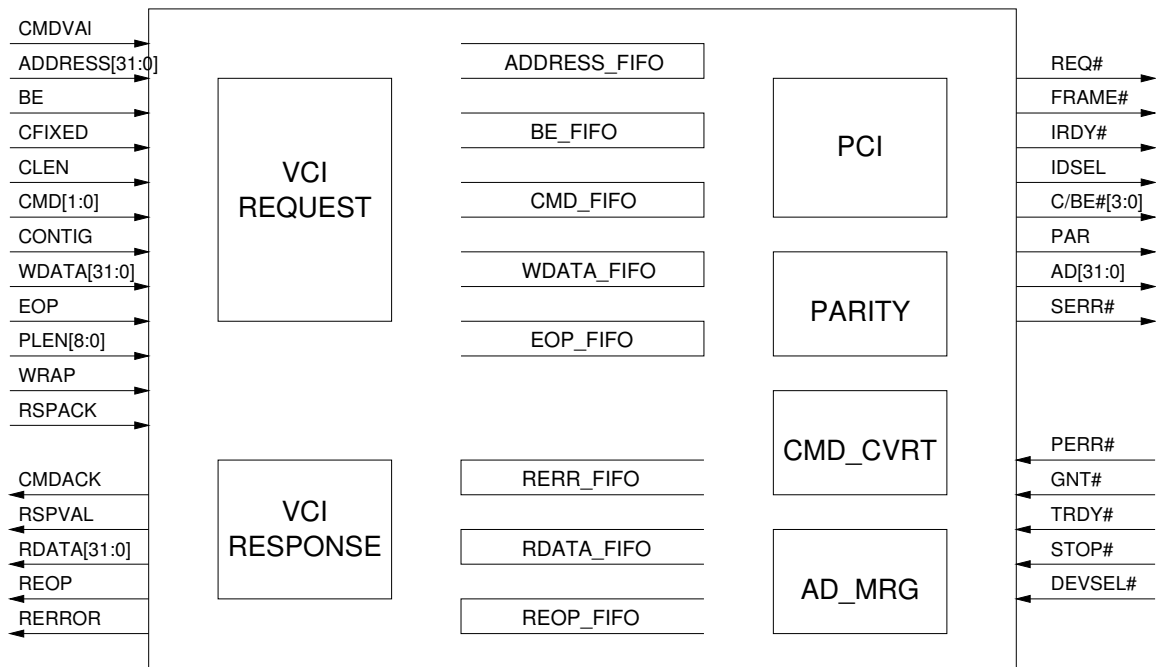 CMDVAl
ADDRESS[31:0]
BE
CFIXED
CLEN
CMD[1:0]
CONTIG
WDATA[31:0]
EOP
PLEN[8:0]
WRAP
RSPACK
CMDACK
RSPVAL
RDATA[31:0]
REOP
RERROR
VCI
REQUEST
VCI
RESPONSE
ADDRESS_FIFO
BE_FIFO
CMD_FIFO
WDATA_FIFO
EOP_FIFO
RERR_FIFO
RDATA_FIFO
REOP_FIFO
PCI
PARITY
CMD_CVRT
AD_MRG
REQ#
FRAME#
IRDY#
IDSEL
C/BE#[3:0]
PAR
AD[31:0]
SERR#
PERR#
GNT#
TRDY#
STOP#
DEVSEL#